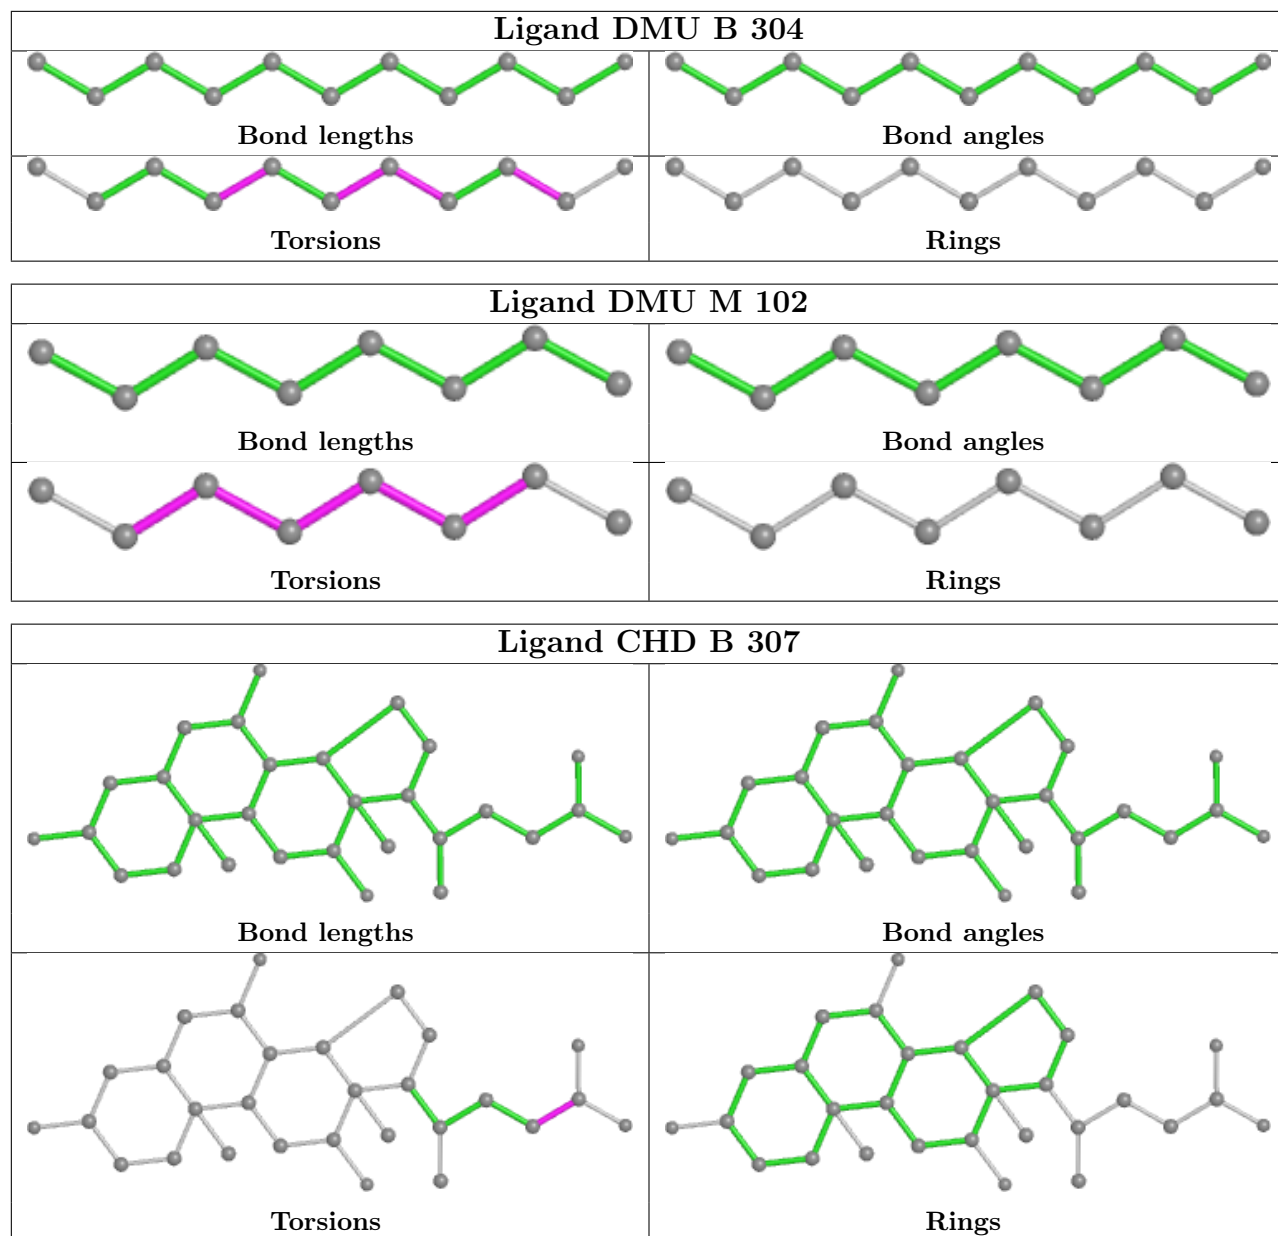 Ligand DMU B 304
Bond lengths
Bond angles
Torsions
Rings
Ligand DMU M 102
Bond lengths
Bond angles
Torsions
Rings
Ligand CHD B 307
Bond lengths
Bond angles
Torsions
Rings